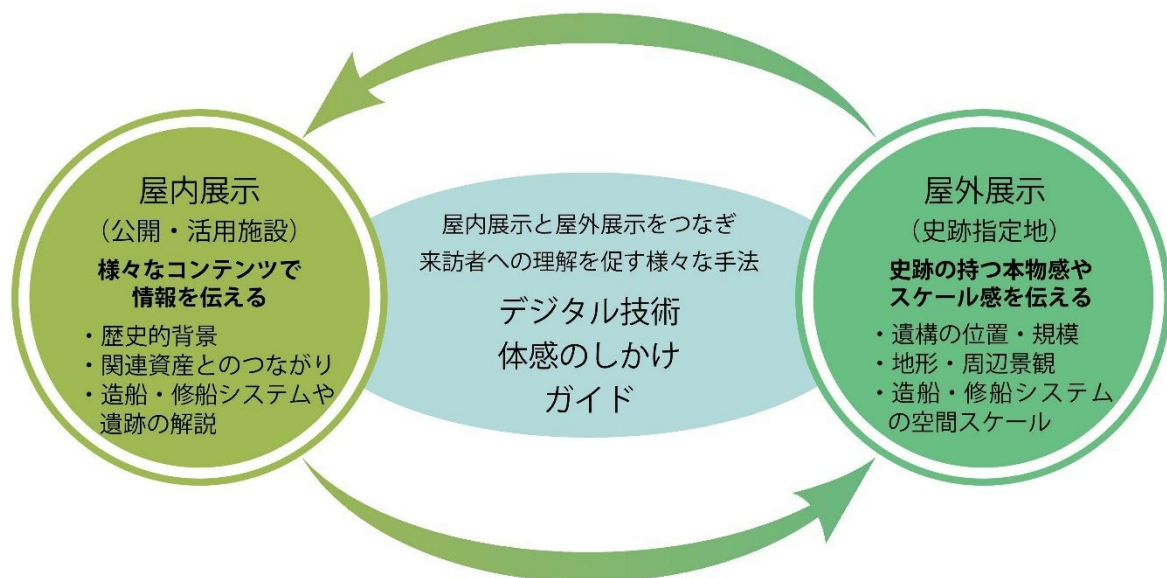 屋内展示
（公開・活用施設）
様々なコンテンツで
情報を伝える
・歴史的背景
・関連資産とのつながり
・造船・修船システムや
遺跡の解説
屋内展示と屋外展示をつなぎ
来訪者への理解を促す様々な手法
デジタル技術
体感のしかけ
ガイド
屋外展示
（史跡指定地）
史跡の持つ本物感や
スケール感を伝える
・遺構の位置・規模
・地形・周辺景観
・造船・修船システム
の空間スケール